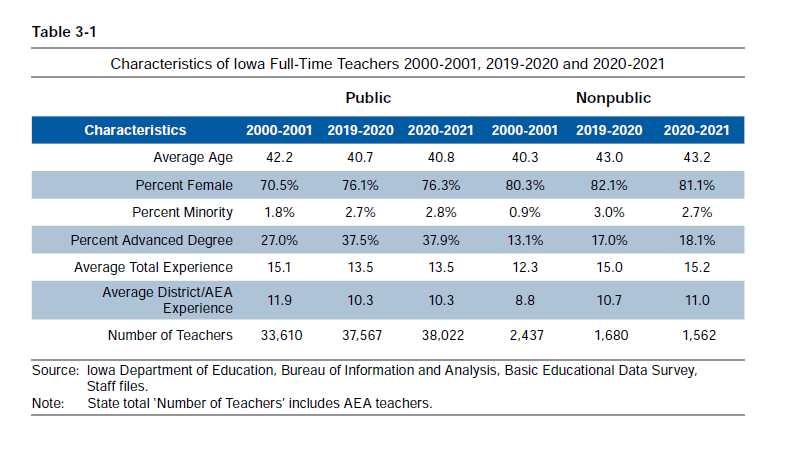 Table 3-1
Characteristics of Iowa Full-Time Teachers 2000-2001, 2019-2020 and 2020-2021
Public Nonpublic
Characteristics 2000-2001 2019-2020 2020-2021 2000-2001 2019-2020 2020-2021
Average Age 42.2 40.7 40.8 40.3 43.0 43.2
Percent Female 70.5% 76.1% 76.3% 80.3% 82.1% 81.1%
Percent Minority 1.8% 2.7% 2.8% 0.9% 3.0% 2.7%
Percent Advanced Degree 27.0% 37.5% 37.9% 13.1% 17.0% 18.1%
Average Total Experience 15.1 13.5 13.5 12.3 15.0 15.2
Average District/AEA
Experience 11.9 10.3 10.3 8.8 10.7 11.0
Number of Teachers 33,610 37,567 38,022 2,437 1,680 1,562
Source: Iowa Department of Education, Bureau of Information and Analysis, Basic Educational Data Survey,
Staff files.
Note: State total ‘Number of Teachers’ includes AEA teachers.